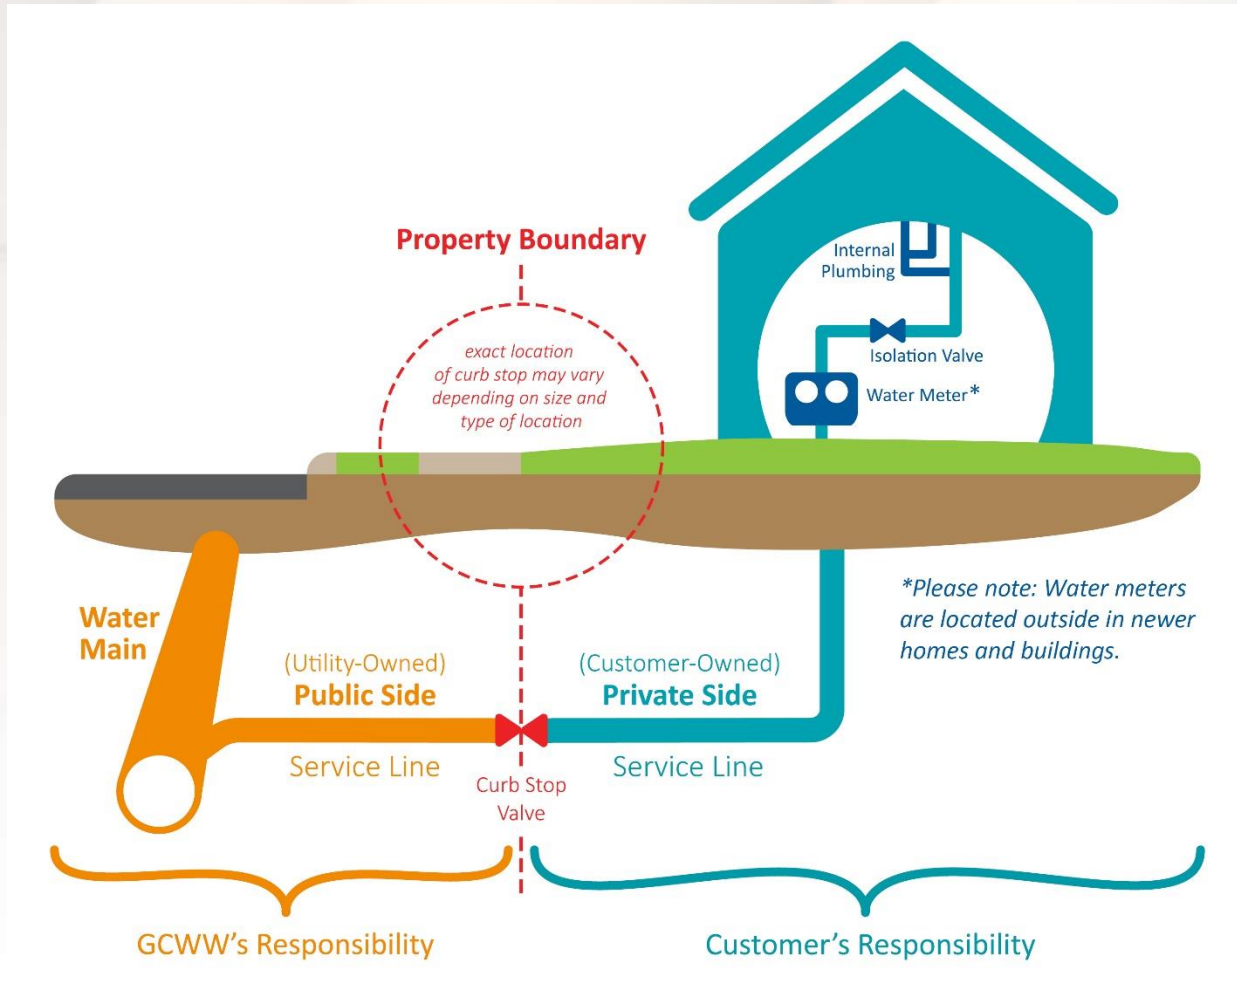 Property Boundary
exact location
of curb stop may vary
depending on size and
type of location
Internal
Plumbing
Isolation Valve
Water Meter*
Water
Main
(Utility-Owned)
Public Side
Service Line
(Customer-Owned)
Private Side
Service Line
Curb Stop
Valve
*Please note: Water meters
are located outside in newer
homes and buildings.
GCWW's Responsibility
Customer's Responsibility